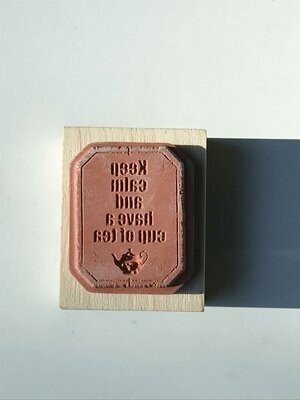 Keep
calm
and
have a
cup of tea